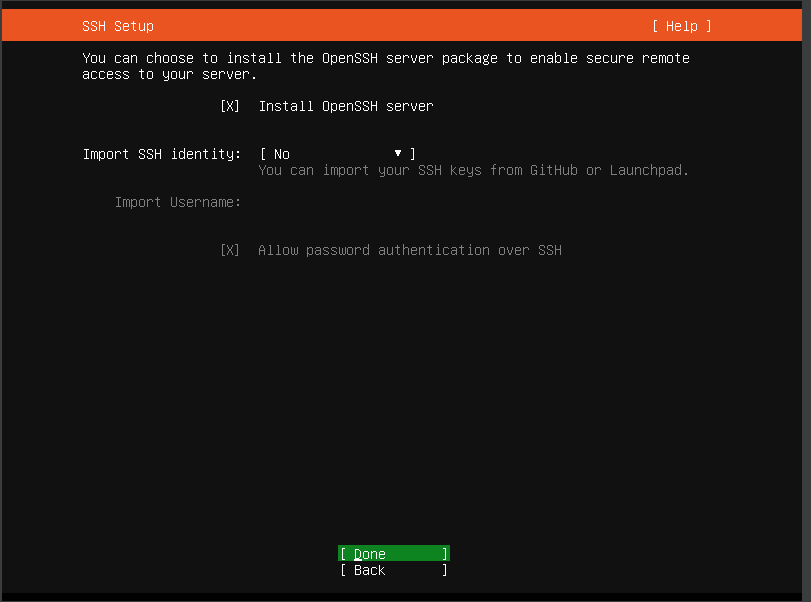 SSH Setup [ Help ]
You can choose to install the OpenSSH server package to enable secure remote
access to your server.
[X] Install OpenSSH server
Import SSH identity: [ No ▼ ]
You can import your SSH keys from GitHub or Launchpad.
Import Username:
[X] Allow password authentication over SSH
[ Done ]
[ Back ]